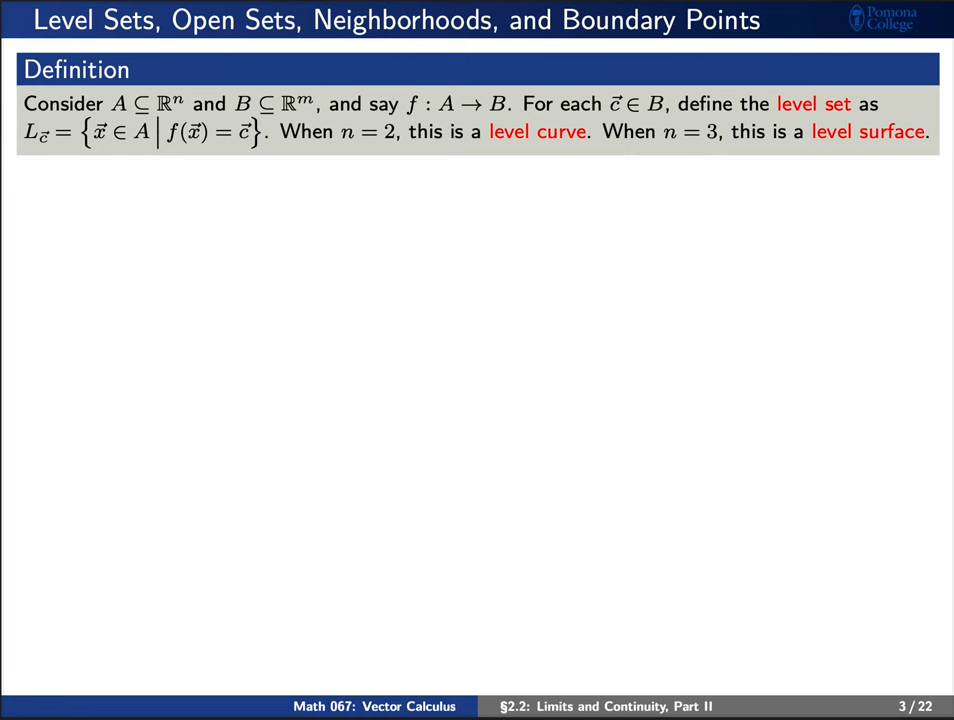 Level Sets, Open Sets, Neighborhoods, and Boundary Points
Pomona
College
Definition
Consider A ⊆ ℝⁿ and B ⊆ ℝᵐ, and say f : A → B. For each c⃗ ∈ B, define the level set as
L_c⃗ = {x⃗ ∈ A | f(x⃗) = c⃗}. When n = 2, this is a level curve. When n = 3, this is a level surface.
Math 067: Vector Calculus
§2.2: Limits and Continuity, Part II
3 / 22